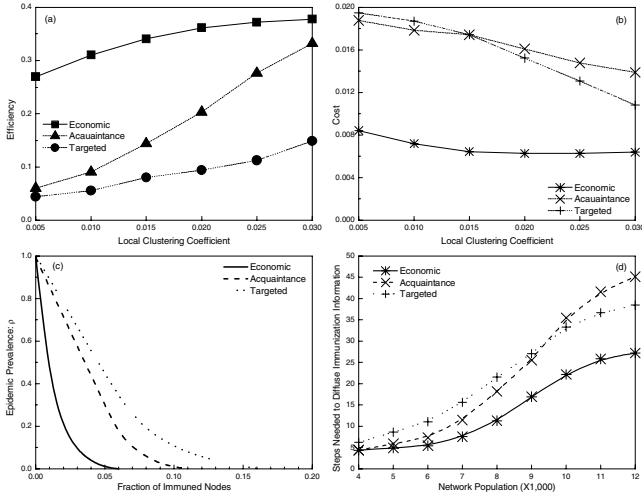 (a)
0.4
0.3
0.2
0.1
0.0
Efficiency
Economic
Acauaintance
Targeted
0.005 0.010 0.015 0.020 0.025 0.030
Local Clustering Coefficient
(b)
0.020
0.016
0.012
0.008
0.004
0.000
Cost
Economic
Acauaintance
Targeted
0.005 0.010 0.015 0.020 0.025 0.030
Local Clustering Coefficient
(c)
1.0
0.8
0.6
0.4
0.2
0.0
Epidemic Prevalence: ρ
Economic
Acquaintance
Targeted
0.00 0.05 0.10 0.15 0.20
Fraction of Immuned Nodes
(d)
50
45
40
35
30
25
20
15
10
5
0
Steps Needed to Diffuse Immunization Information
Economic
Acquaintance
Targeted
4 5 6 7 8 9 10 11 12
Network Population (X1,000)